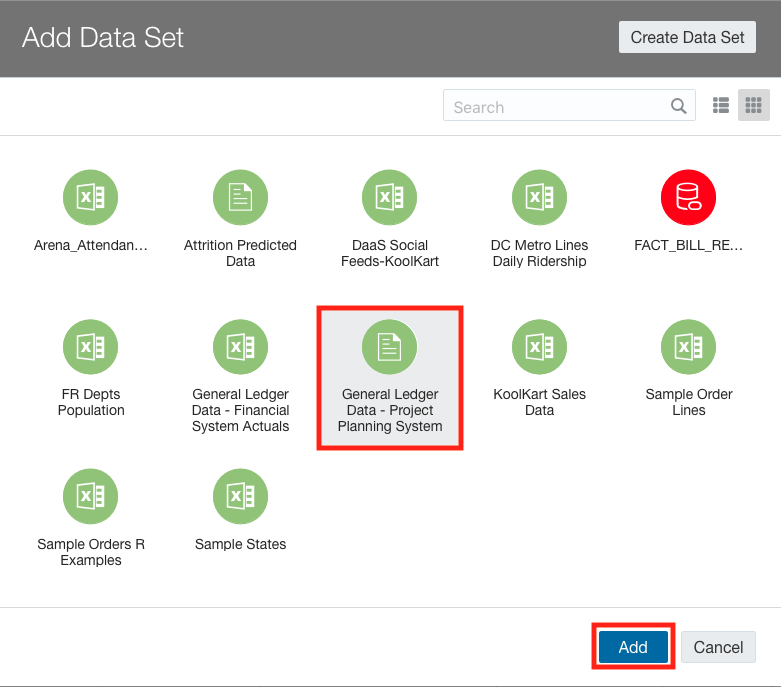 Add Data Set
Create Data Set
Search
Arena_Attendan...
Attrition Predicted
Data
DaaS Social
Feeds-KoolKart
DC Metro Lines
Daily Ridership
FACT_BILL_RE...
FR Depts
Population
General Ledger
Data - Financial
System Actuals
General Ledger
Data - Project
Planning System
KoolKart Sales
Data
Sample Order
Lines
Sample Orders R
Examples
Sample States
Add
Cancel